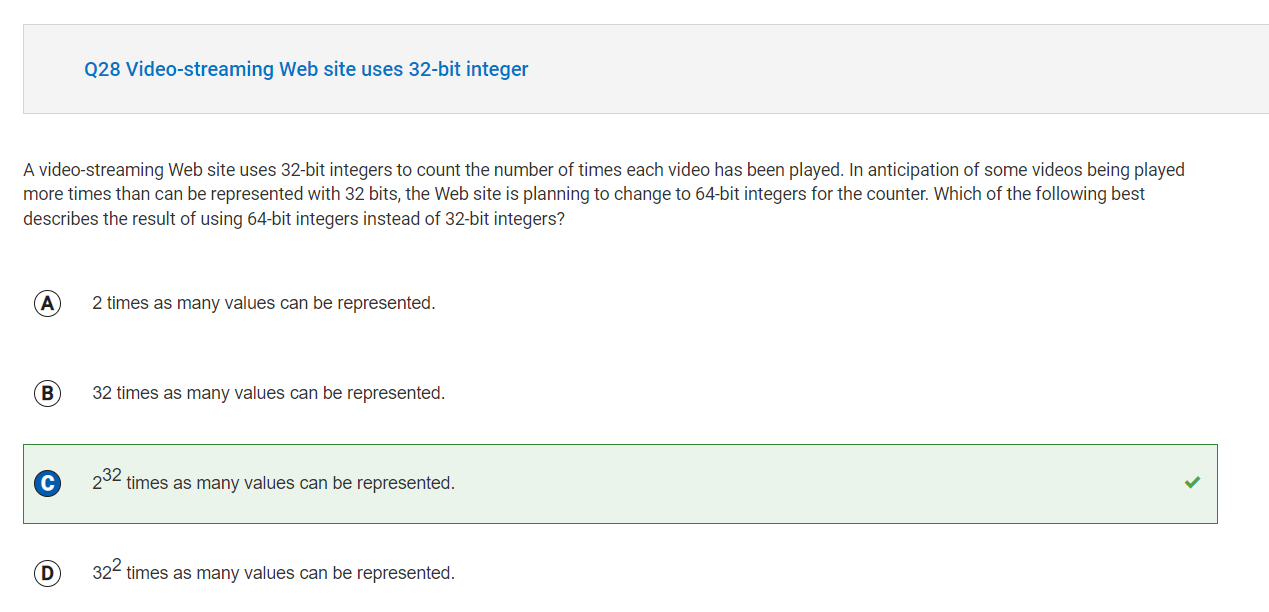 Q28 Video-streaming Web site uses 32-bit integer
A video-streaming Web site uses 32-bit integers to count the number of times each video has been played. In anticipation of some videos being played
more times than can be represented with 32 bits, the Web site is planning to change to 64-bit integers for the counter. Which of the following best
describes the result of using 64-bit integers instead of 32-bit integers?
A 2 times as many values can be represented.
B 32 times as many values can be represented.
C 2³² times as many values can be represented.
D 32² times as many values can be represented.